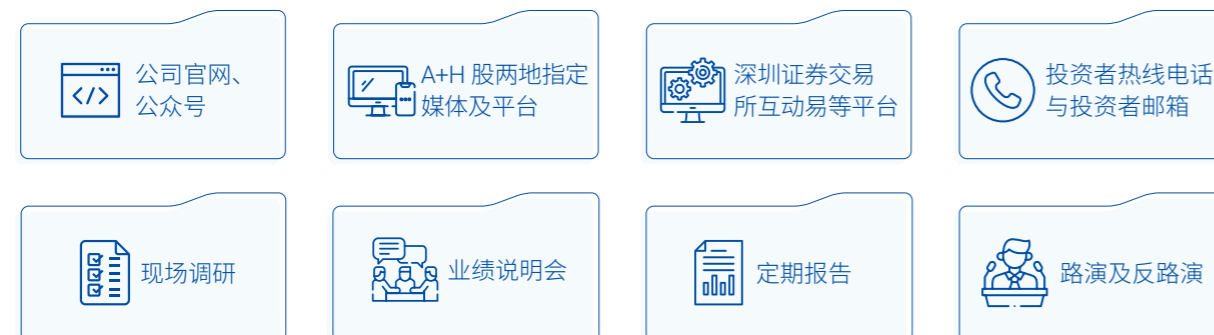 公司官网、
公众号
A+H 股两地指定
媒体及平台
深圳证券交易
所互动易等平台
投资者热线电话
与投资者邮箱
现场调研
业绩说明会
定期报告
路演及反路演